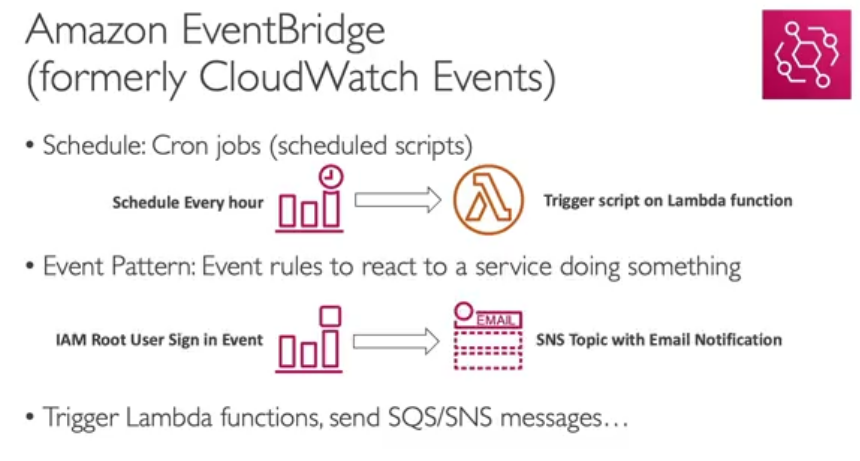 Amazon EventBridge
(formerly CloudWatch Events)
• Schedule: Cron jobs (scheduled scripts)
Schedule Every hour
Trigger script on Lambda function
• Event Pattern: Event rules to react to a service doing something
IAM Root User Sign in Event
EMAIL
SNS Topic with Email Notification
• Trigger Lambda functions, send SQS/SNS messages…